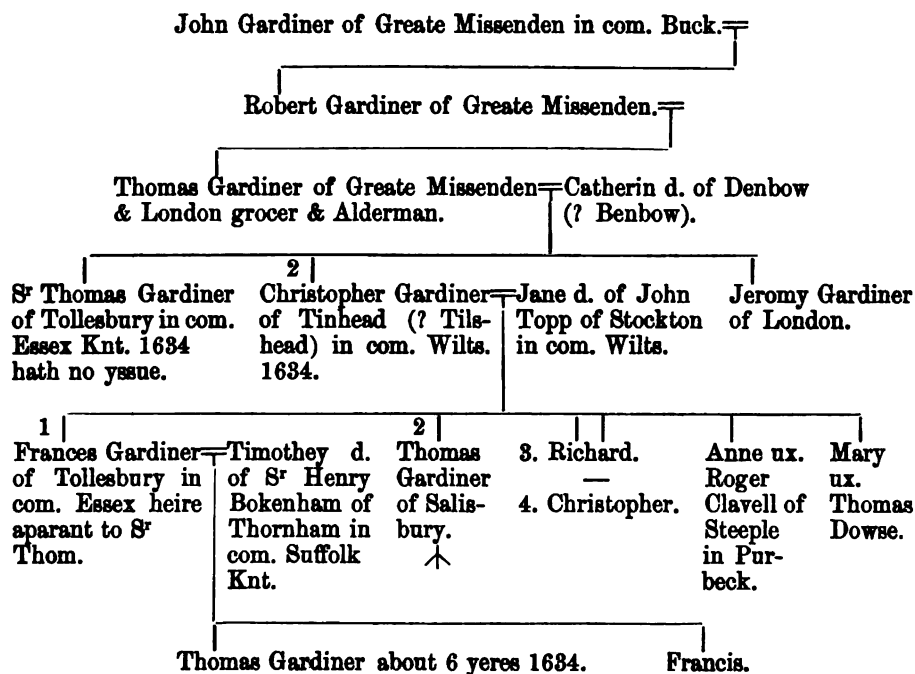 John Gardiner of Greate Missenden in com. Buck.
Robert Gardiner of Greate Missenden.
Thomas Gardiner of Greate Missenden
& London grocer & Alderman.
Catherin d. of Denbow
(? Benbow).
Sʳ Thomas Gardiner
of Tollesbury in com.
Essex Knt. 1634
hath no yssue.
2
Christopher Gardiner
of Tinhead (? Tils-
head) in com. Wilts.
1634.
Jane d. of John
Topp of Stockton
in com. Wilts.
Jeromy Gardiner
of London.
1
Frances Gardiner
of Tollesbury in
com. Essex heire
aparant to Sʳ
Thom.
Timothey d.
of Sʳ Henry
Bokenham of
Thornham in
com. Suffolk
Knt.
2
Thomas
Gardiner
of Salis-
bury.
3. Richard.
—
4. Christopher.
Anne ux.
Roger
Clavell of
Steeple
in Pur-
beck.
Mary
ux.
Thomas
Dowse.
Thomas Gardiner about 6 yeres 1634.
Francis.